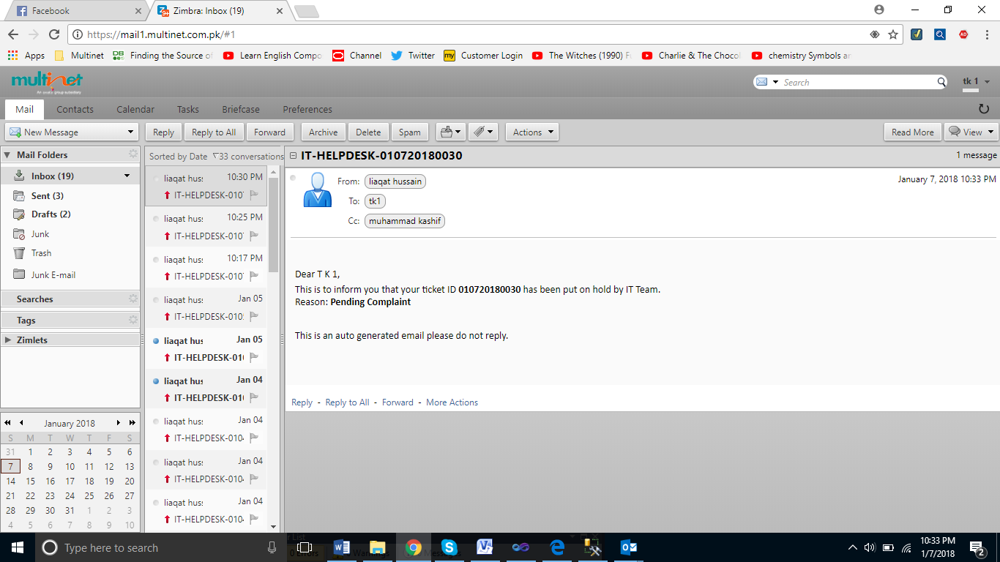 Facebook
Zimbra: Inbox (19)
https://mail1.multinet.com.pk/#1
Apps
Multinet
Finding the Source of
Learn English Compo
Channel
Twitter
my
Customer Login
The Witches (1990) F
Charlie & The Chocol
chemistry Symbols an
multinet
Search
tk 1
Mail
Contacts
Calendar
Tasks
Briefcase
Preferences
New Message
Reply
Reply to All
Forward
Archive
Delete
Spam
Actions
Read More
View
Mail Folders
Inbox (19)
Sent (3)
Drafts (2)
Junk
Trash
Junk E-mail
Searches
Tags
Zimlets
January 2018
S M T W T F S
31 1 2 3 4 5 6
7 8 9 10 11 12 13
14 15 16 17 18 19 20
21 22 23 24 25 26 27
28 29 30 31 1 2 3
4 5 6 7 8 9 10
Sorted by Date 33 conversations
liaqat hus: 10:30 PM
IT-HELPDESK-010
liaqat hus: 10:25 PM
IT-HELPDESK-010
liaqat hus: 10:17 PM
IT-HELPDESK-010
liaqat hus: Jan 05
IT-HELPDESK-010
liaqat hus Jan 05
IT-HELPDESK-01
liaqat hus Jan 04
IT-HELPDESK-01
liaqat hus: Jan 04
IT-HELPDESK-010
liaqat hus: Jan 04
IT-HELPDESK-010
liaqat hus: Jan 04
IT-HELPDESK-010
IT-HELPDESK-010720180030
1 message
From: liaqat hussain
January 7, 2018 10:33 PM
To: tk1
Cc: muhammad kashif
Dear T K 1,
This is to inform you that your ticket ID 010720180030 has been put on hold by IT Team.
Reason: Pending Complaint
This is an auto generated email please do not reply.
Reply - Reply to All - Forward - More Actions
Type here to search
0 Errors
10:33 PM
1/7/2018
2